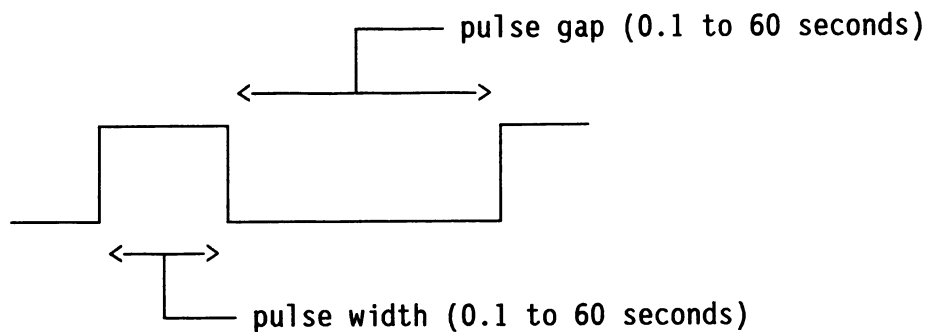 pulse gap (0.1 to 60 seconds)
pulse width (0.1 to 60 seconds)